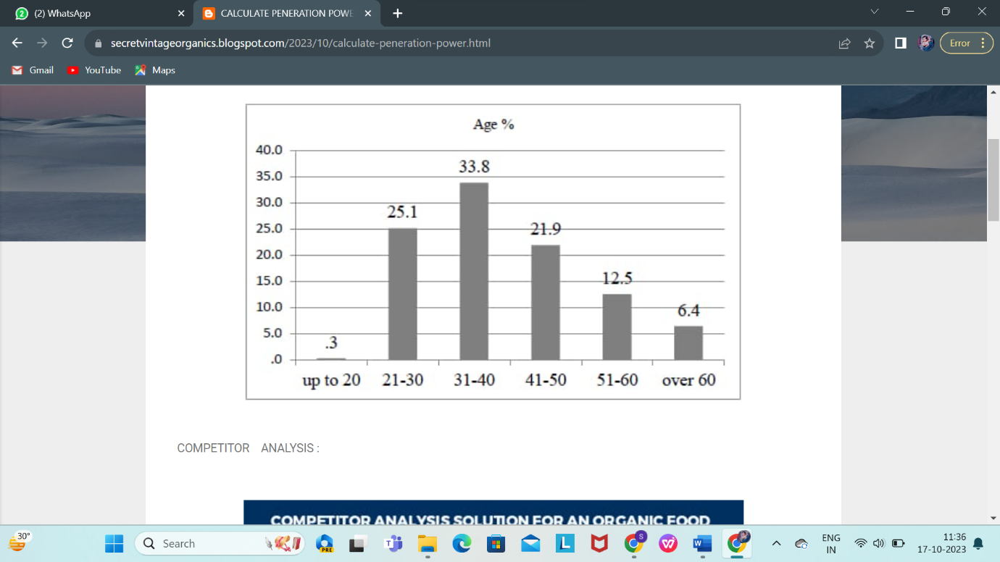 (2) WhatsApp
CALCULATE PENERATION POWE
secretvintageorganics.blogspot.com/2023/10/calculate-peneration-power.html
Error
Gmail YouTube Maps
Age %
40.0
35.0
30.0
25.0
20.0
15.0
10.0
5.0
.0
.3
25.1
33.8
21.9
12.5
6.4
up to 20 21-30 31-40 41-50 51-60 over 60
COMPETITOR ANALYSIS :
COMPETITOR ANALYSIS SOLUTION FOR AN ORGANIC FOOD
30°
Search
PRE
ENG
IN
11:36
17-10-2023